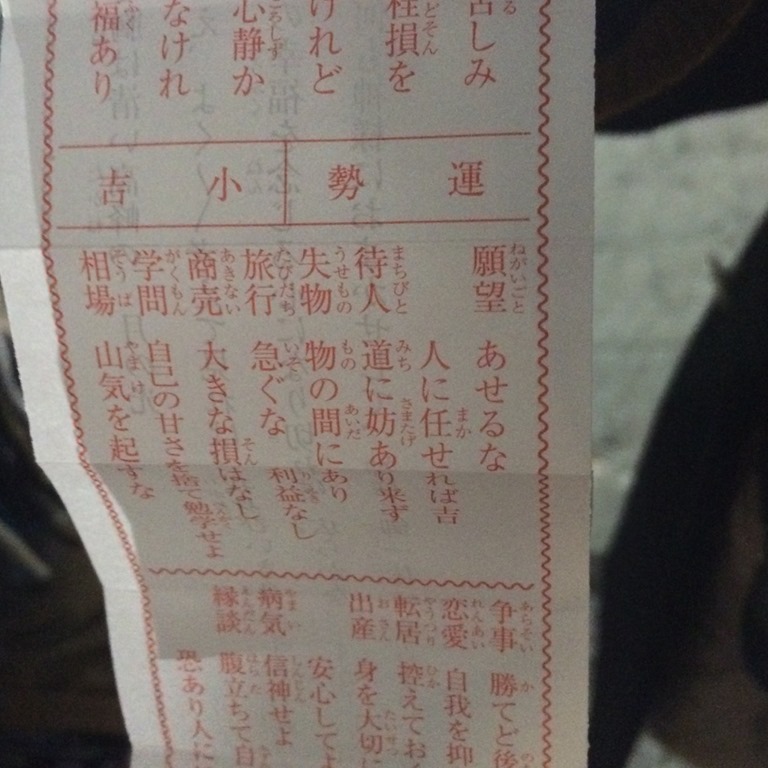 しみ
性損を
けれど
心静か
なけれ
福あり
運勢 小吉
願望 あせるな
人に任せれば吉
待人 道に妨あり来ず
失物 物の間にあり
旅行 急ぐな 利益なし
商売 大きな損はなし
学問 自己の甘さを捨て勉学せよ
相場 山気を起すな
争事 勝てど後
恋愛 自我を抑
転居 控えてお
出産 身を大切に
安心してよ
病気 信神せよ
縁談 腹立ちて自
恐あり人に